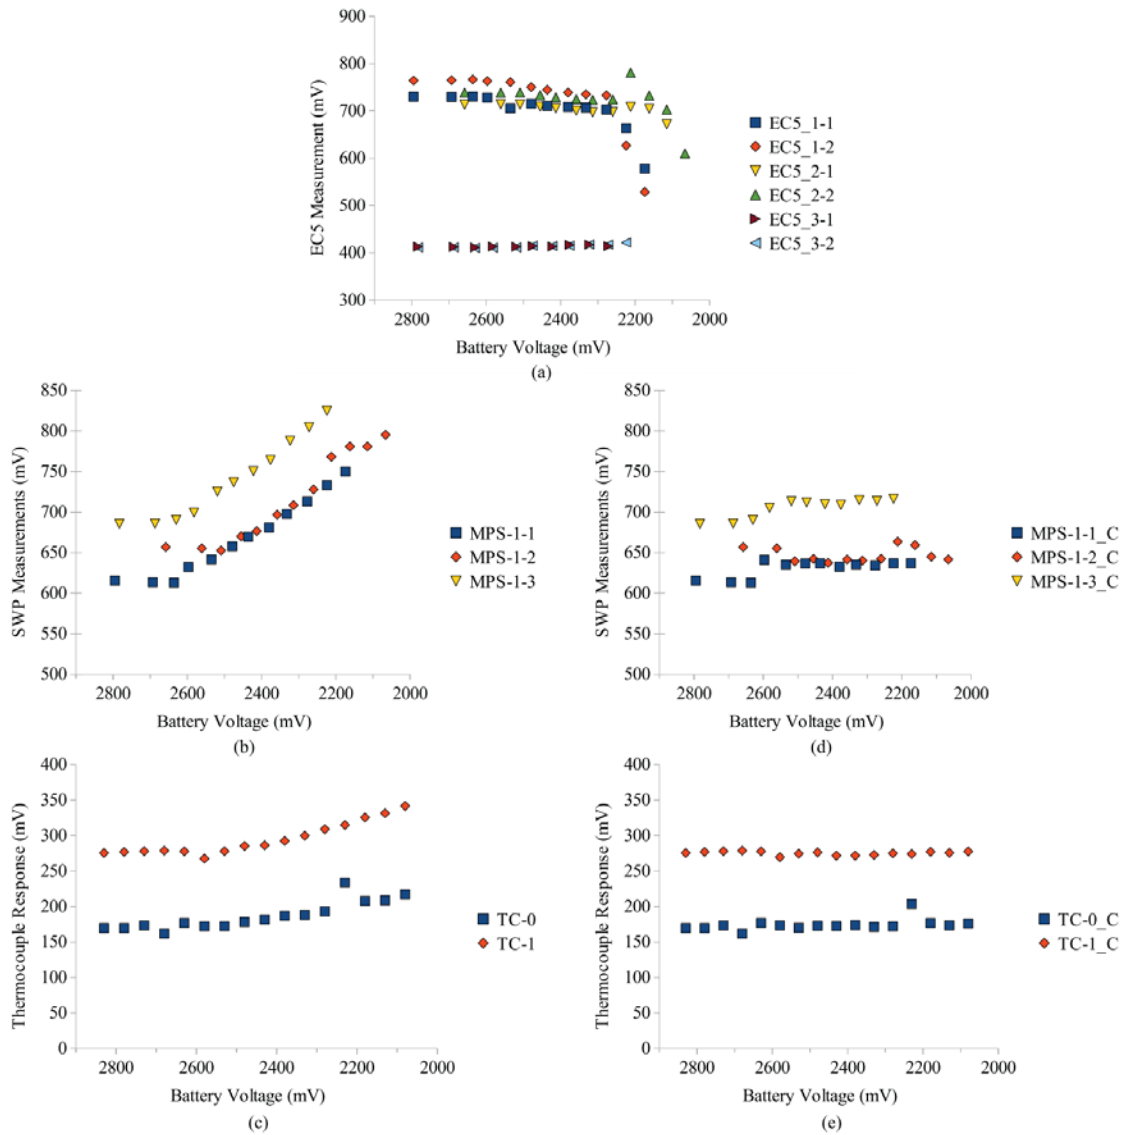 900
800
700
600
500
400
300
EC5 Measurement (mV)
2800 2600 2400 2200 2000
Battery Voltage (mV)
(a)
EC5_1-1
EC5_1-2
EC5_2-1
EC5_2-2
EC5_3-1
EC5_3-2
850
800
750
700
650
600
550
500
SWP Measurements (mV)
2800 2600 2400 2200 2000
Battery Voltage (mV)
(b)
MPS-1-1
MPS-1-2
MPS-1-3
850
800
750
700
650
600
550
500
SWP Measurements (mV)
2800 2600 2400 2200 2000
Battery Voltage (mV)
(d)
MPS-1-1_C
MPS-1-2_C
MPS-1-3_C
400
350
300
250
200
150
100
50
0
Thermocouple Response (mV)
2800 2600 2400 2200 2000
Battery Voltage (mV)
(c)
TC-0
TC-1
400
350
300
250
200
150
100
50
0
Thermocouple Response (mV)
2800 2600 2400 2200 2000
Battery Voltage (mV)
(e)
TC-0_C
TC-1_C